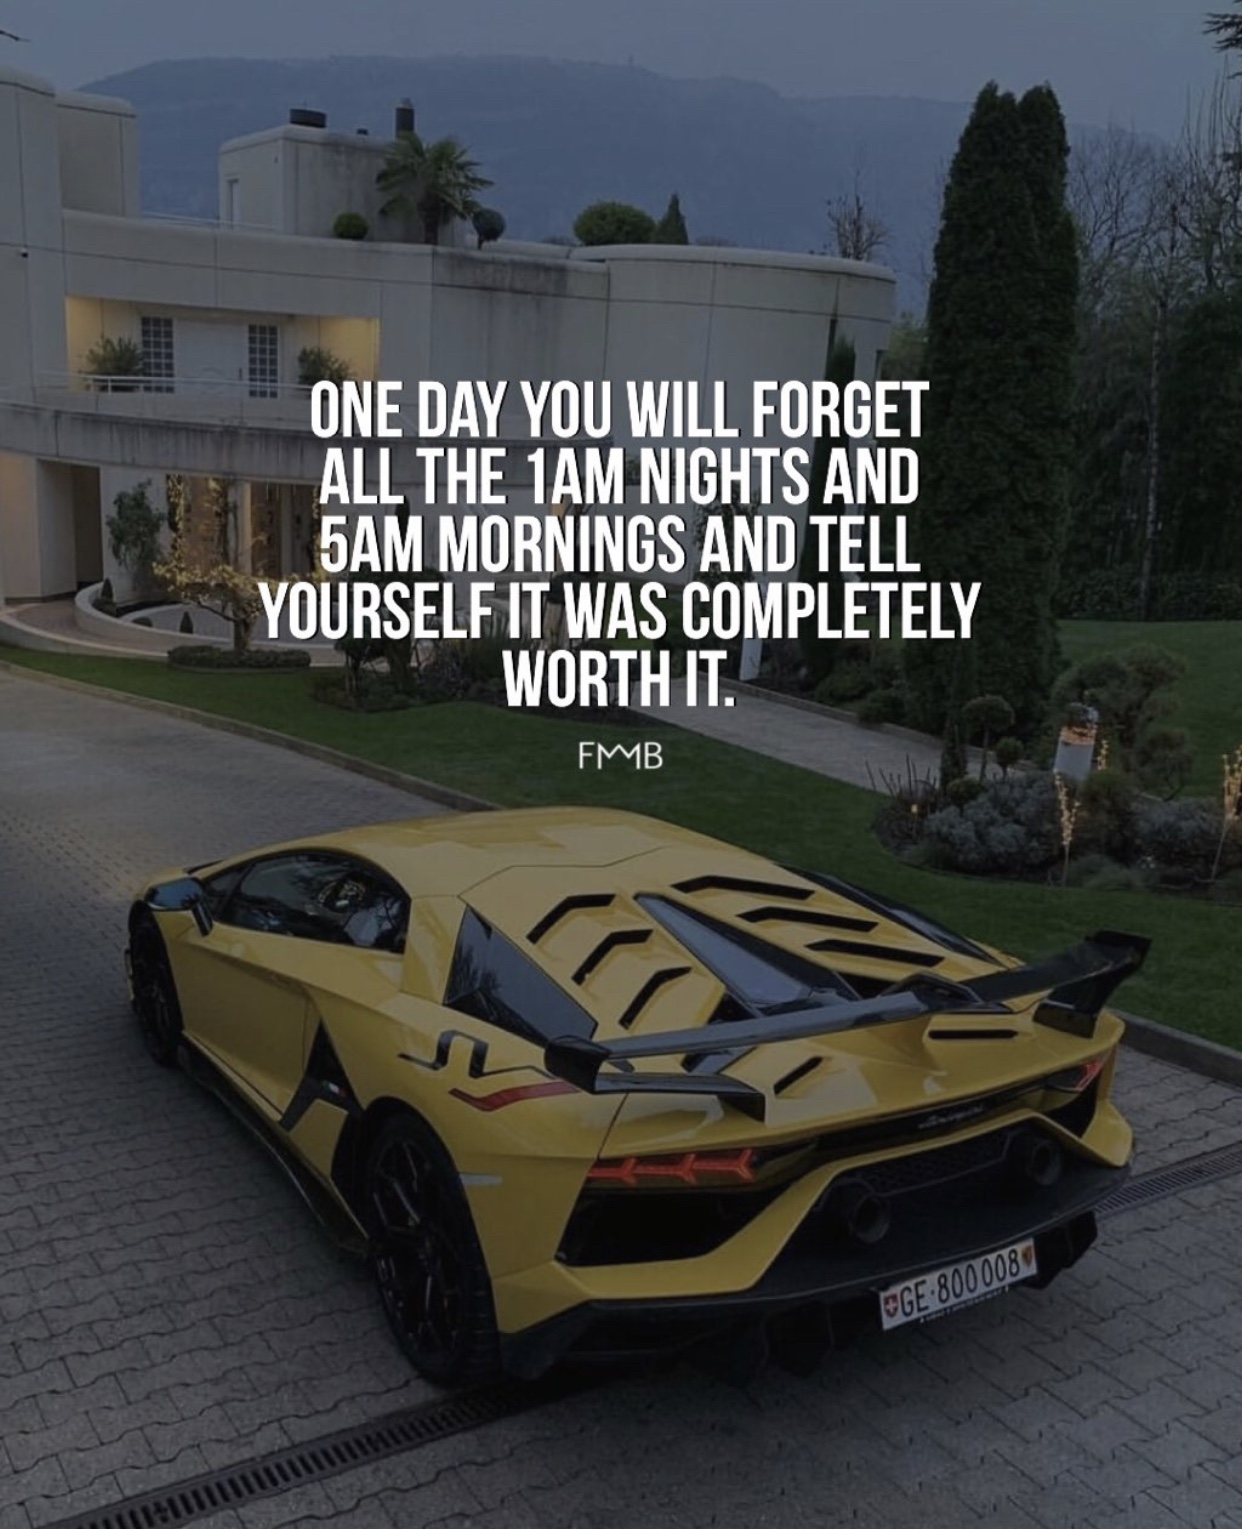 ONE DAY YOU WILL FORGET
ALL THE 1AM NIGHTS AND
5AM MORNINGS AND TELL
YOURSELF IT WAS COMPLETELY
WORTH IT.
FMMB
GE·800008